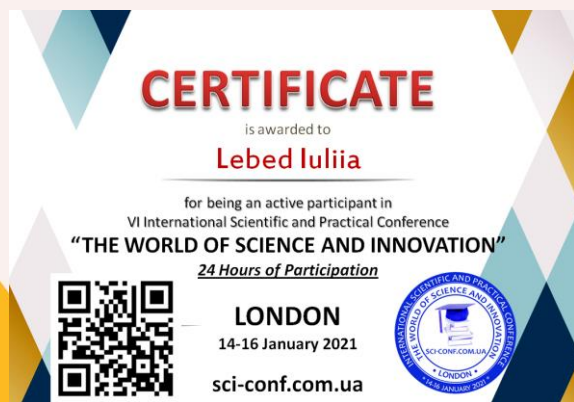 CERTIFICATE
is awarded to
Lebed Iuliia
for being an active participant in
VI International Scientific and Practical Conference
“THE WORLD OF SCIENCE AND INNOVATION”
24 Hours of Participation
LONDON
14-16 January 2021
sci-conf.com.ua
INTERNATIONAL SCIENTIFIC AND PRACTICAL CONFERENCE
THE WORLD OF SCIENCE AND INNOVATION
SCI-CONF.COM.UA
• LONDON •
• 14-16 JANUARY 2021 •